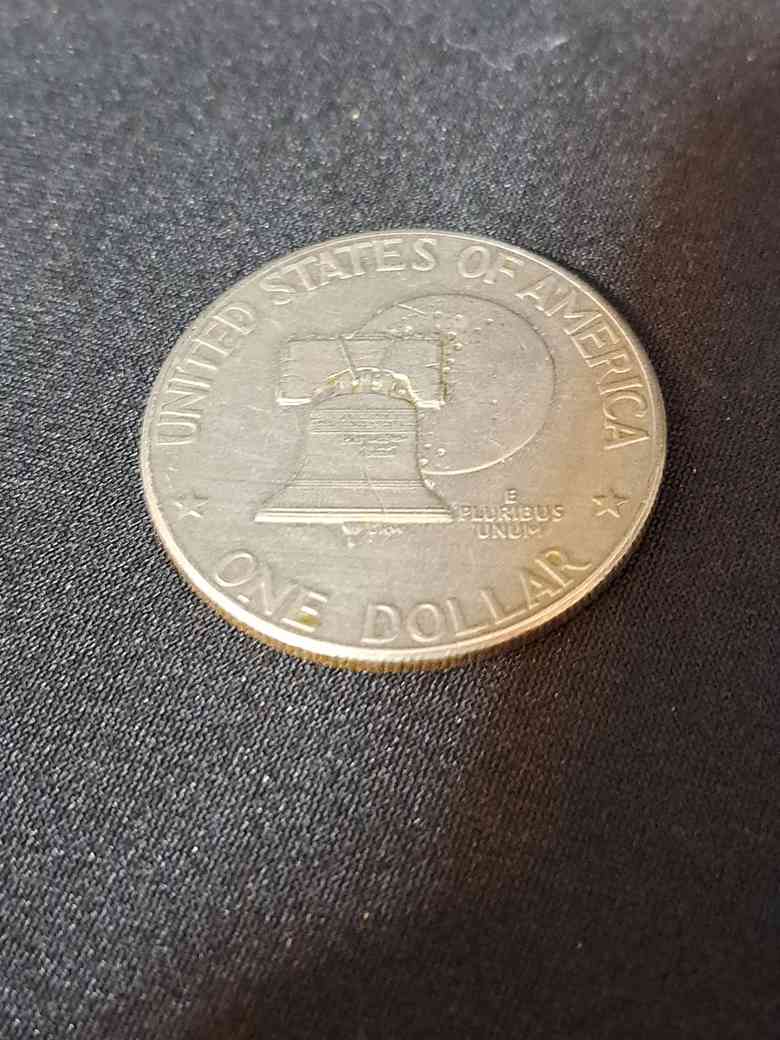 UNITED STATES OF AMERICA
E
PLURIBUS
UNUM
ONE DOLLAR